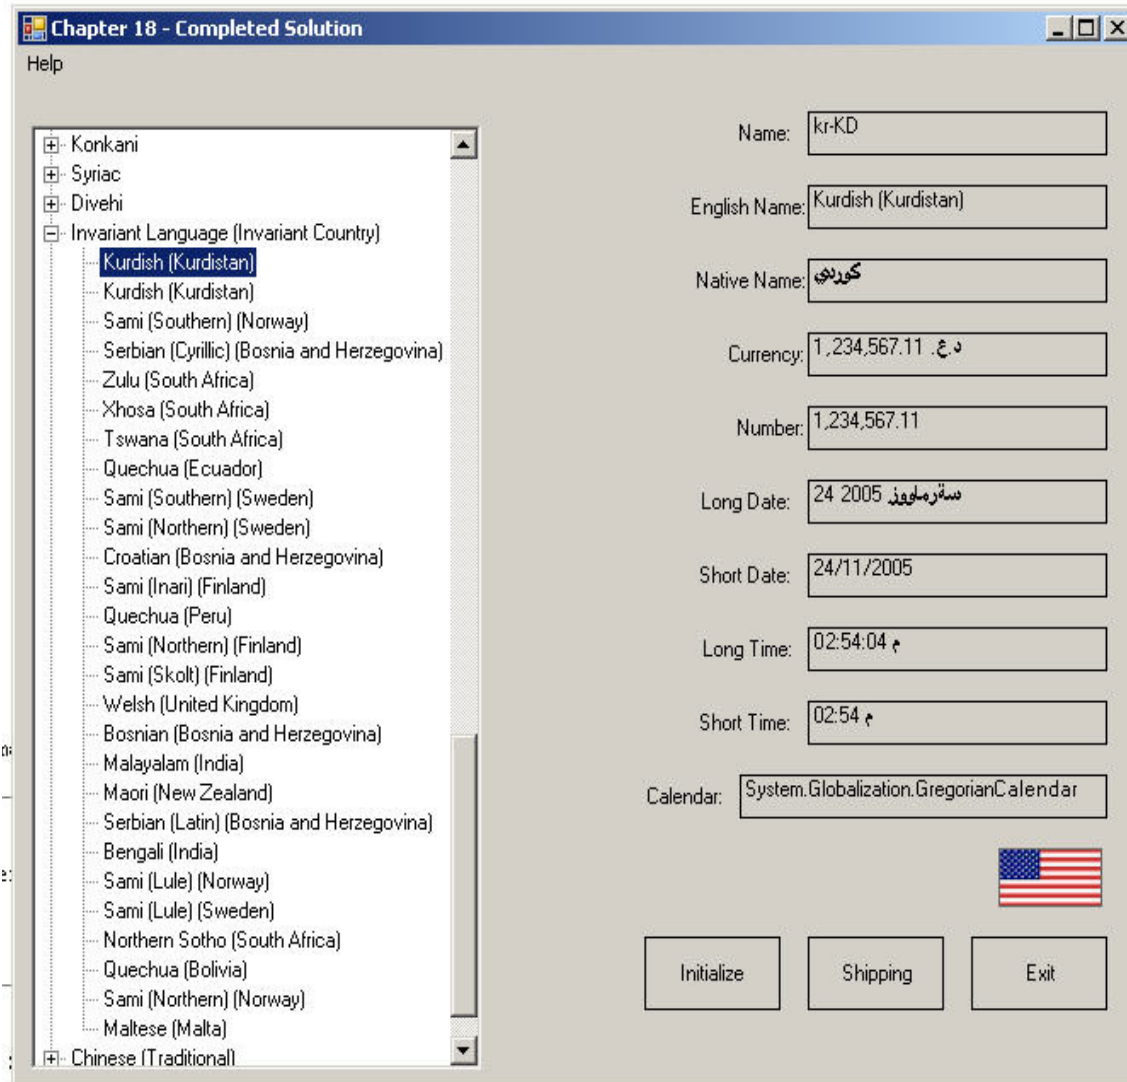 Chapter 18 - Completed Solution
Help
Konkani
Syriac
Divehi
Invariant Language (Invariant Country)
Kurdish (Kurdistan)
Kurdish (Kurdistan)
Sami (Southern) (Norway)
Serbian (Cyrillic) (Bosnia and Herzegovina)
Zulu (South Africa)
Xhosa (South Africa)
Tswana (South Africa)
Quechua (Ecuador)
Sami (Southern) (Sweden)
Sami (Northern) (Sweden)
Croatian (Bosnia and Herzegovina)
Sami (Inari) (Finland)
Quechua (Peru)
Sami (Northern) (Finland)
Sami (Skolt) (Finland)
Welsh (United Kingdom)
Bosnian (Bosnia and Herzegovina)
Malayalam (India)
Maori (New Zealand)
Serbian (Latin) (Bosnia and Herzegovina)
Bengali (India)
Sami (Lule) (Norway)
Sami (Lule) (Sweden)
Northern Sotho (South Africa)
Quechua (Bolivia)
Sami (Northern) (Norway)
Maltese (Malta)
Chinese (Traditional)
Name: kr-KD
English Name: Kurdish (Kurdistan)
Native Name: كوردي
Currency: د.ع. 1,234,567.11
Number: 1,234,567.11
Long Date: 24 سةرماووز 2005
Short Date: 24/11/2005
Long Time: 02:54:04 م
Short Time: 02:54 م
Calendar: System.Globalization.GregorianCalendar
Initialize
Shipping
Exit